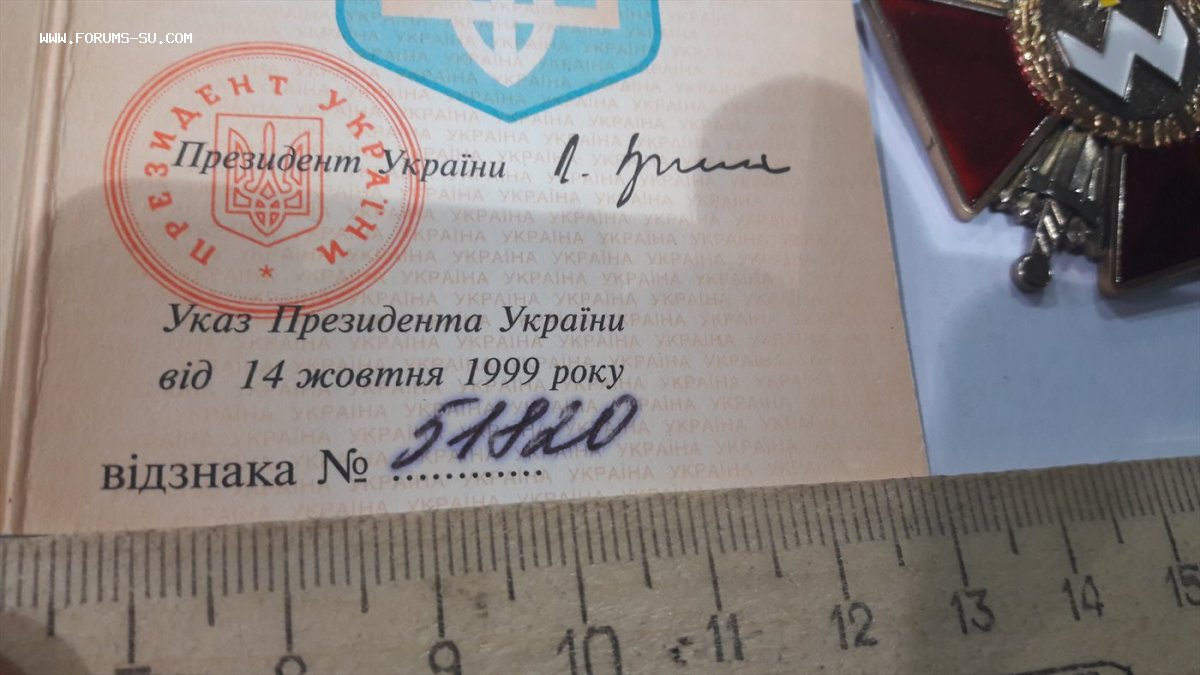 WWW.FORUMS-SU.COM
ПРЕЗИДЕНТ УКРАЇНИ
Президент України
Указ Президента України
від 14 жовтня 1999 року
відзнака № 51820
8 9 10 11 12 13 14 15